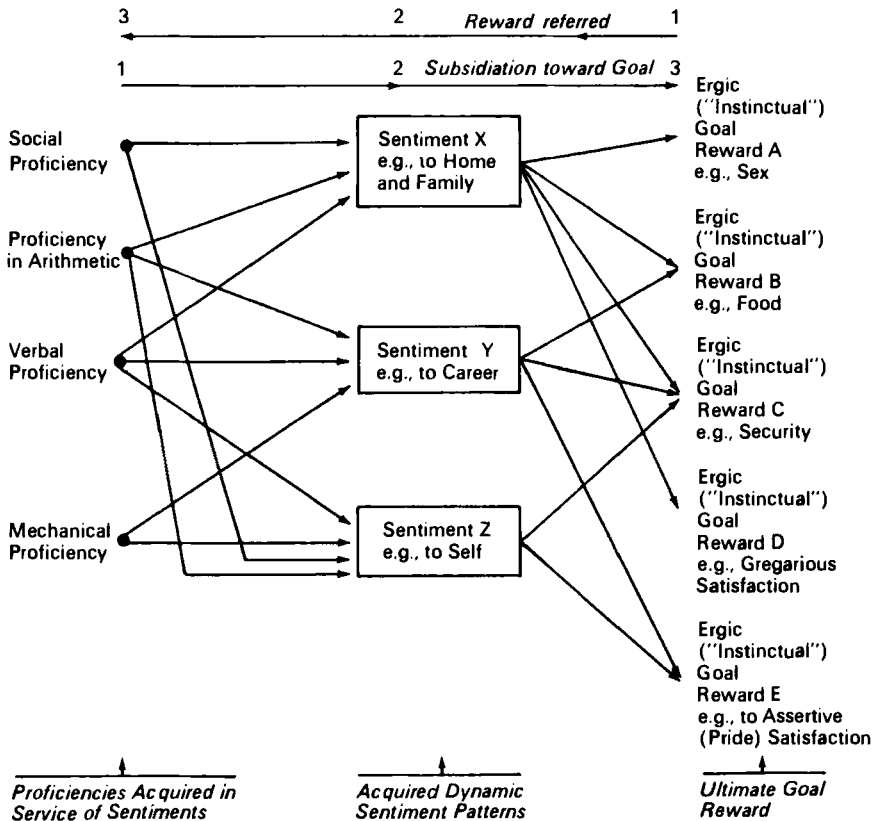 3 2 1
Reward referred
1 2 Subsidiation toward Goal 3
Social
Proficiency
Proficiency
in Arithmetic
Verbal
Proficiency
Mechanical
Proficiency
Sentiment X
e.g., to Home
and Family
Sentiment Y
e.g., to Career
Sentiment Z
e.g., to Self
Ergic
("Instinctual")
Goal
Reward A
e.g., Sex
Ergic
("Instinctual")
Goal
Reward B
e.g., Food
Ergic
("Instinctual")
Goal
Reward C
e.g., Security
Ergic
("Instinctual")
Goal
Reward D
e.g., Gregarious
Satisfaction
Ergic
("Instinctual")
Goal
Reward E
e.g., to Assertive
(Pride) Satisfaction
Proficiencies Acquired in
Service of Sentiments
Acquired Dynamic
Sentiment Patterns
Ultimate Goal
Reward